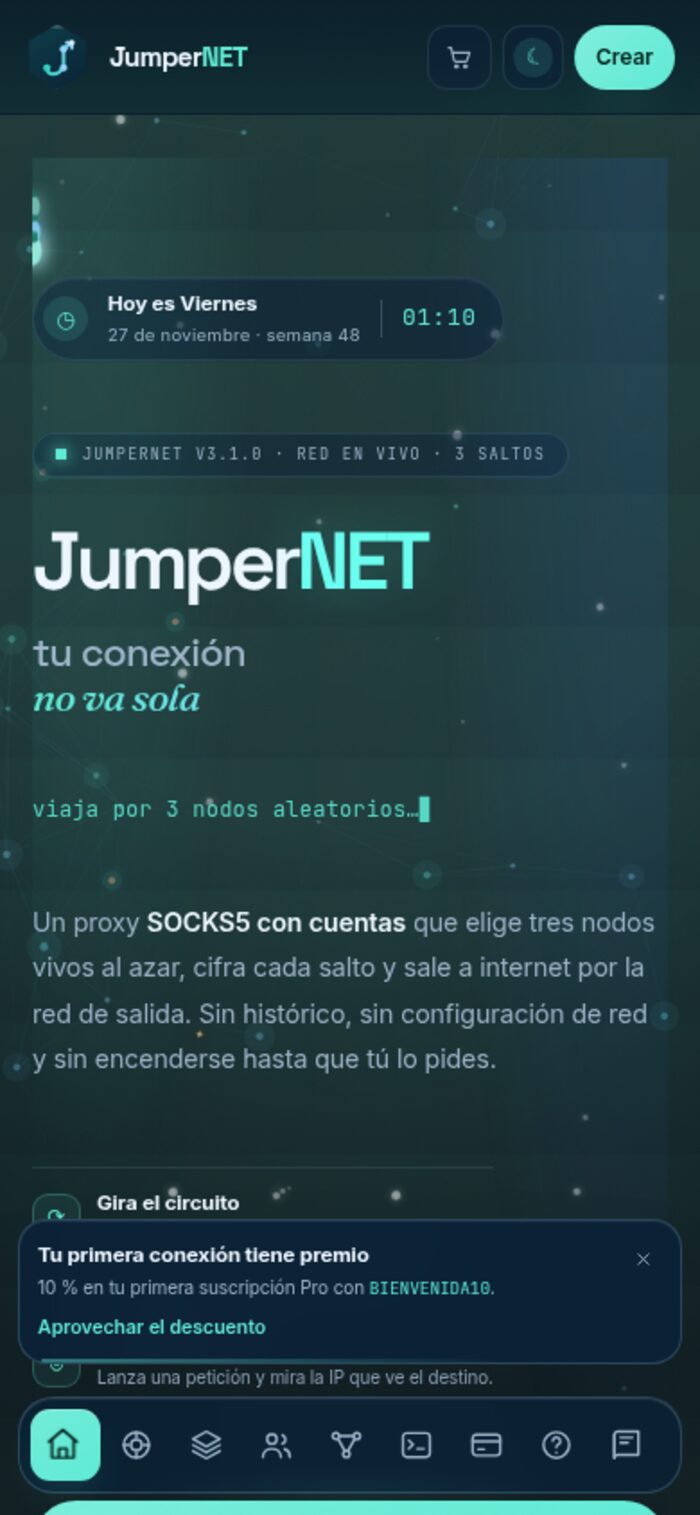 JumperNET
Crear
Hoy es Viernes
27 de noviembre · semana 48
01:10
JUMPERNET V3.1.0 · RED EN VIVO · 3 SALTOS
JumperNET
tu conexión
no va sola
viaja por 3 nodos aleatorios…
Un proxy SOCKS5 con cuentas que elige tres nodos
vivos al azar, cifra cada salto y sale a internet por la
red de salida. Sin histórico, sin configuración de red
y sin encenderse hasta que tú lo pides.
Gira el circuito
Tu primera conexión tiene premio
10 % en tu primera suscripción Pro con BIENVENIDA10.
Aprovechar el descuento
Lanza una petición y mira la IP que ve el destino.